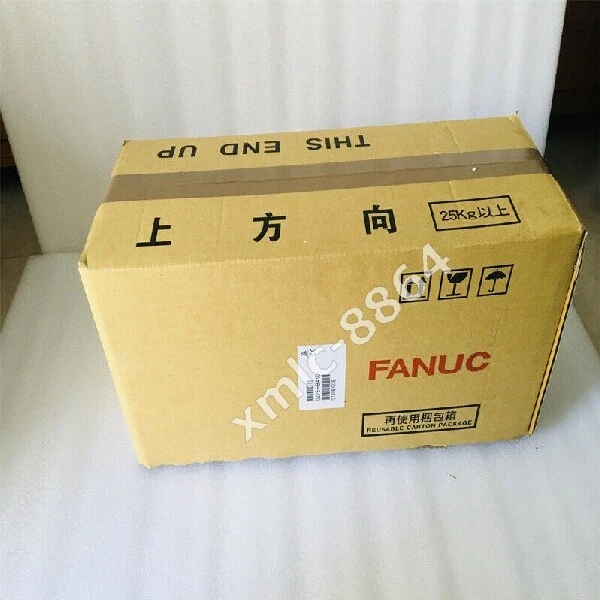 THIS END UP
上方向
25Kg以上
FANUC
再使用梱包箱
REUSABLE CARTON PACKAGE
xmlc-8864